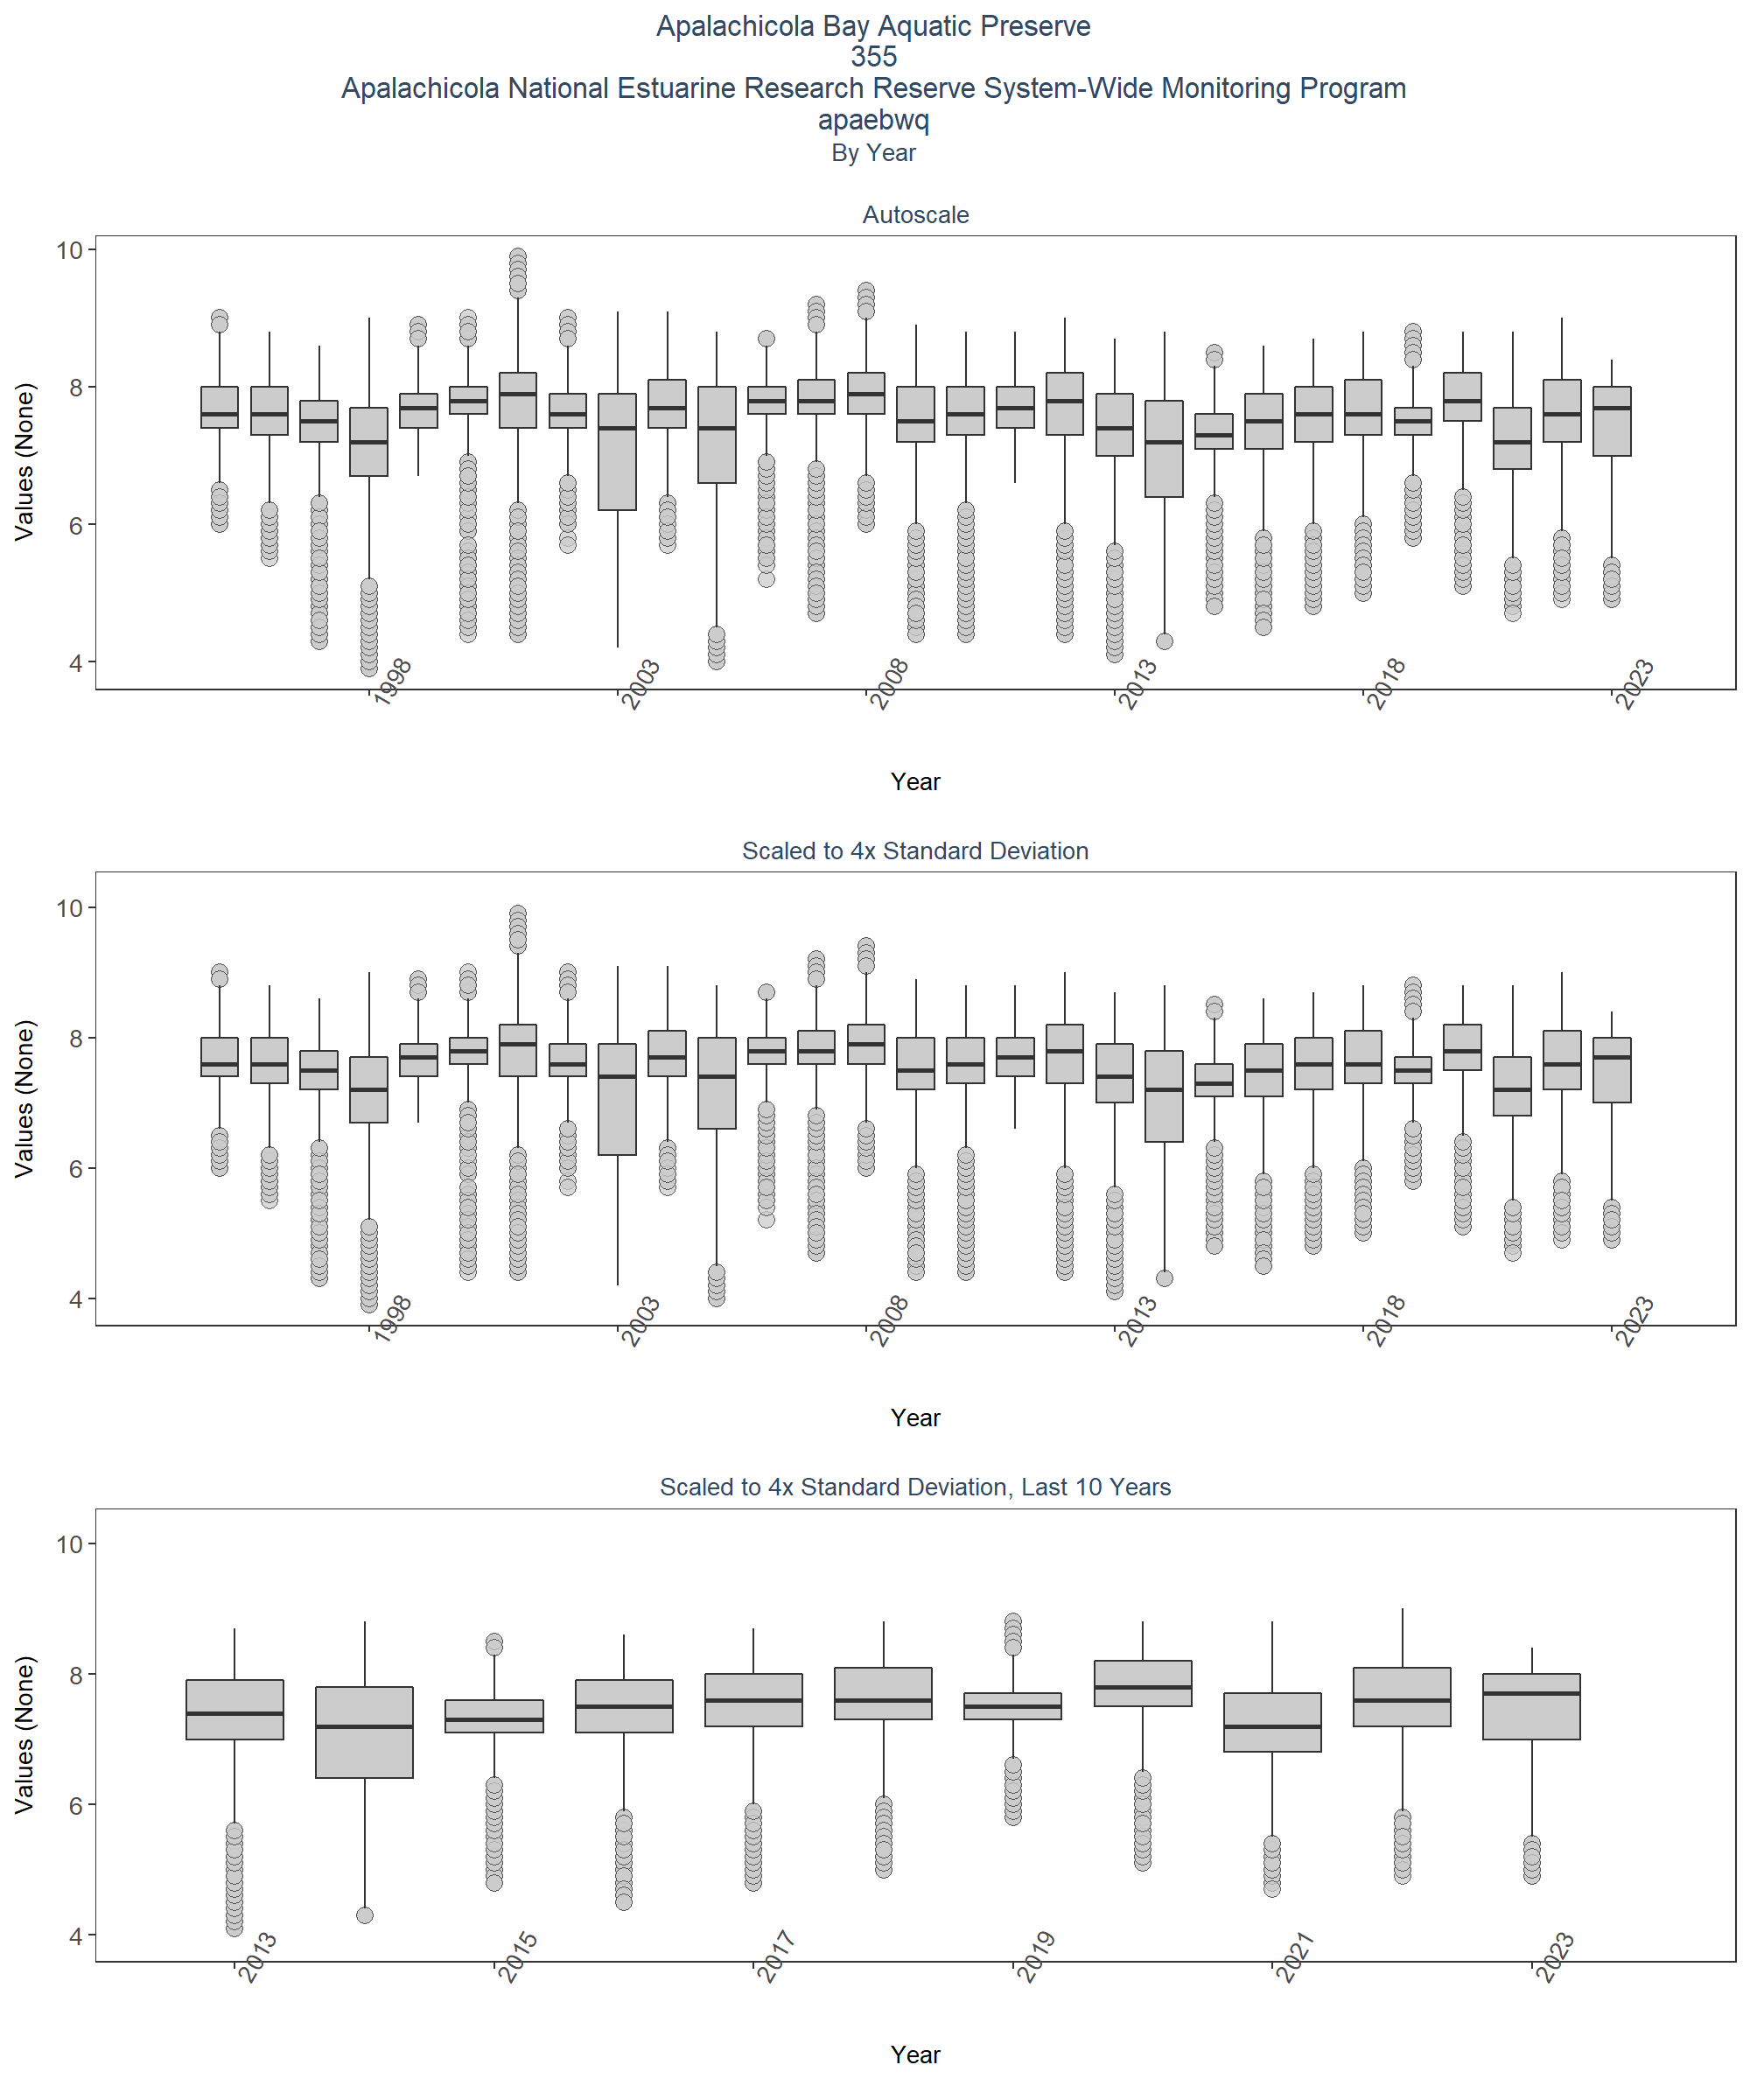 Apalachicola Bay Aquatic Preserve
355
Apalachicola National Estuarine Research Reserve System-Wide Monitoring Program
apaebwq
By Year
Autoscale
Values (None)
10
8
6
4
1998 2003 2008 2013 2018 2023
Year
Scaled to 4x Standard Deviation
Values (None)
10
8
6
4
1998 2003 2008 2013 2018 2023
Year
Scaled to 4x Standard Deviation, Last 10 Years
Values (None)
10
8
6
4
2013 2015 2017 2019 2021 2023
Year